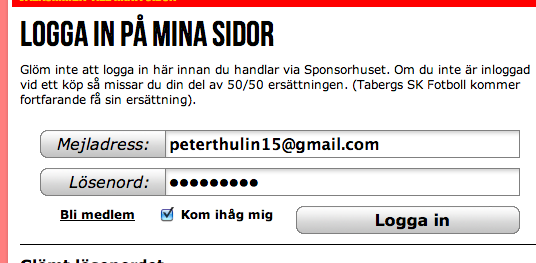 LOGGA IN PÅ MINA SIDOR
Glöm inte att logga in här innan du handlar via Sponsorhuset. Om du inte är inloggad
vid ett köp så missar du din del av 50/50 ersättningen. (Tabergs SK Fotboll kommer
fortfarande få sin ersättning).
Mejladress: peterthulin15@gmail.com
Lösenord: ●●●●●●●●●
Bli medlem Kom ihåg mig Logga in
Glömt lösenordet